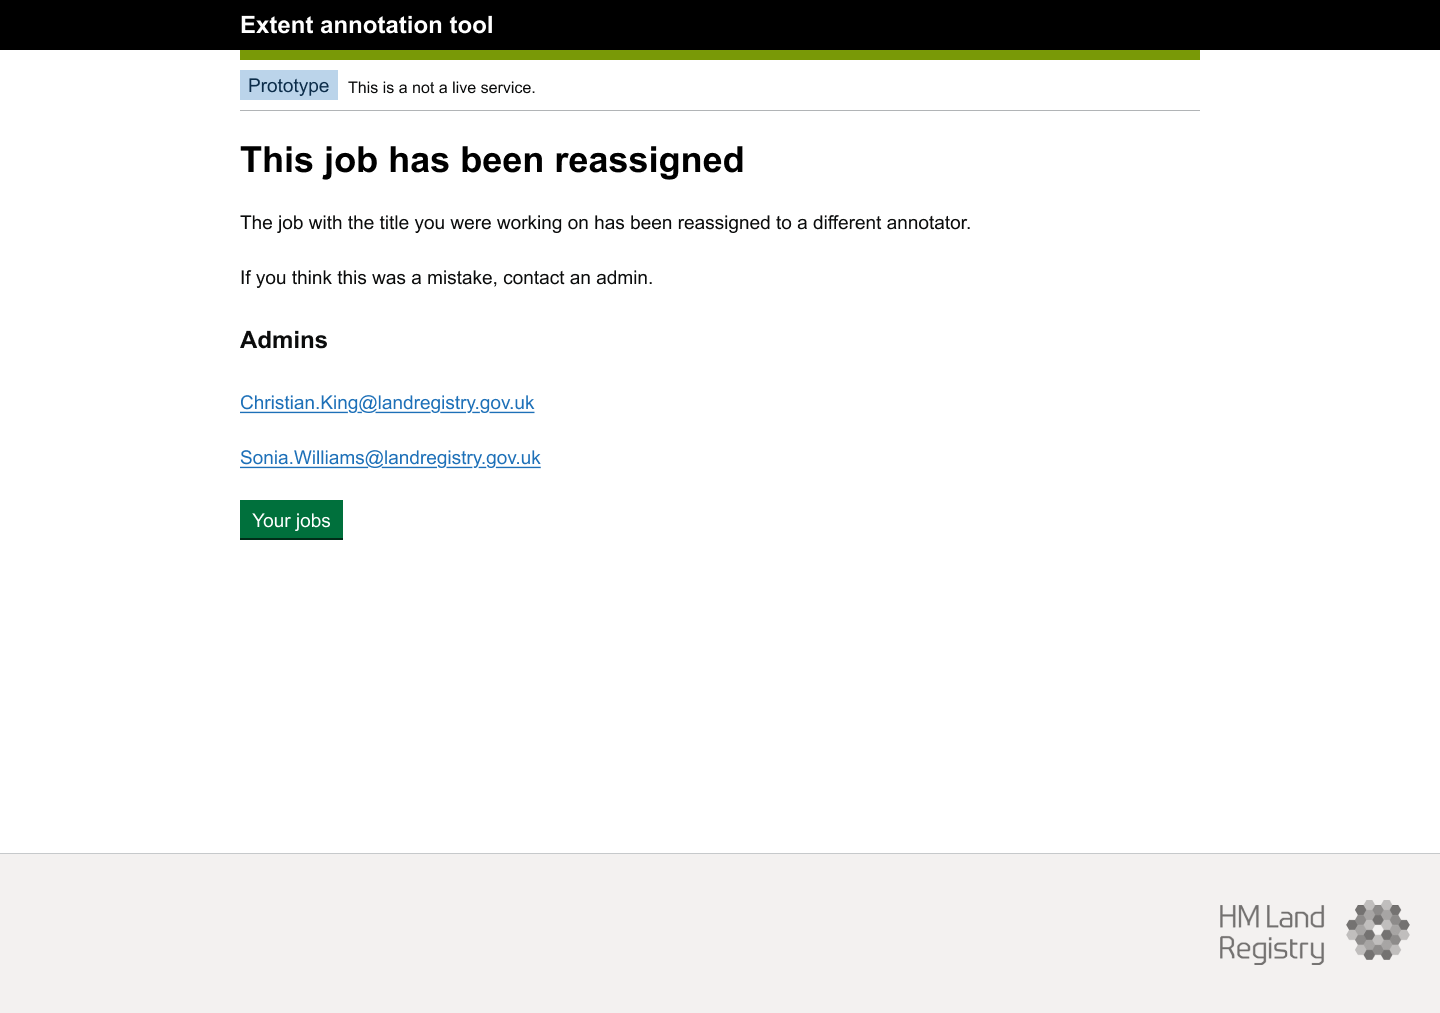 Extent annotation tool
Prototype This is a not a live service.
This job has been reassigned
The job with the title you were working on has been reassigned to a different annotator.
If you think this was a mistake, contact an admin.
Admins
Christian.King@landregistry.gov.uk
Sonia.Williams@landregistry.gov.uk
Your jobs
HM Land
Registry